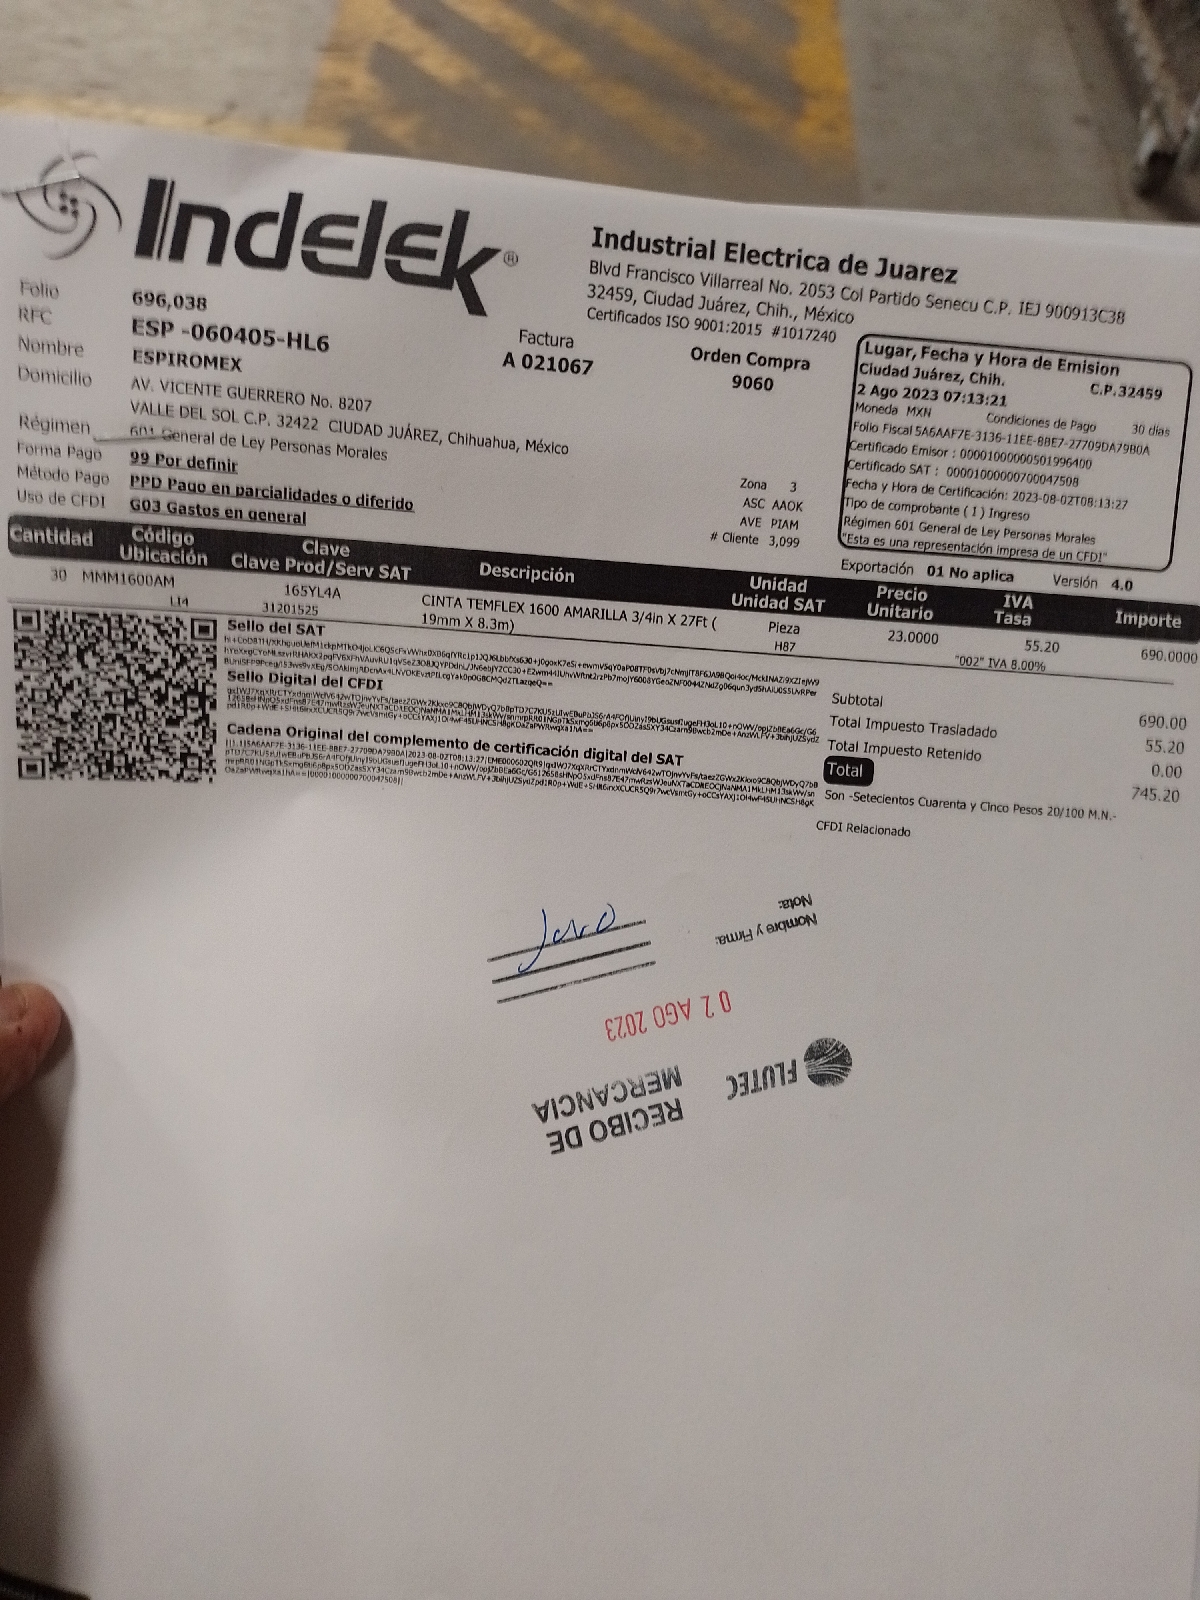 Indelek®
Industrial Electrica de Juarez
Blvd Francisco Villarreal No. 2053 Col Partido Senecu C.P. IEJ 900913C38
32459, Ciudad Juárez, Chih., México
Certificados ISO 9001:2015 #1017240
Folio 696,038
RFC ESP -060405-HL6
Nombre ESPIROMEX
Domicilio AV. VICENTE GUERRERO No. 8207
VALLE DEL SOL C.P. 32422 CIUDAD JUÁREZ, Chihuahua, México
Régimen 601 General de Ley Personas Morales
Forma Pago 99 Por definir
Método Pago PPD Pago en parcialidades o diferido
Uso de CFDI G03 Gastos en general
Factura
A 021067
Orden Compra
9060
Zona 3
ASC AAOK
AVE PIAM
# Cliente 3,099
Lugar, Fecha y Hora de Emision
Ciudad Juárez, Chih. C.P.32459
2 Ago 2023 07:13:21
Moneda MXN Condiciones de Pago 30 dias
Folio Fiscal 5A6AAF7E-3136-11EE-8BE7-27709DA79B0A
Certificado Emisor : 00001000000501996400
Certificado SAT : 00001000000700047508
Fecha y Hora de Certificación: 2023-08-02T08:13:27
Tipo de comprobante ( I ) Ingreso
Régimen 601 General de Ley Personas Morales
"Esta es una representación impresa de un CFDI"
Exportación 01 No aplica Versión 4.0
Cantidad Código Ubicación Clave Clave Prod/Serv SAT Descripción Unidad Unidad SAT Precio Unitario IVA Tasa Importe
30 MMM1600AM 165YL4A CINTA TEMFLEX 1600 AMARILLA 3/4in X 27Ft ( Pieza 23.0000 55.20 690.0000
LI4 31201525 19mm X 8.3m) H87 "002" IVA 8.00%
Sello del SAT
Sello Digital del CFDI
Cadena Original del complemento de certificación digital del SAT
Subtotal 690.00
Total Impuesto Trasladado 55.20
Total Impuesto Retenido 0.00
Total 745.20
Son -Setecientos Cuarenta y Cinco Pesos 20/100 M.N.-
CFDI Relacionado
FLUTEC
RECIBO DE
MERCANCIA
02 AGO 2023
Nombre y Firma:
Nota: